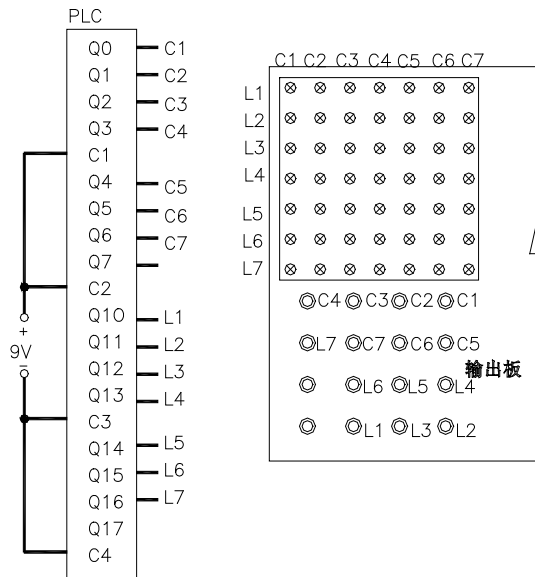 PLC
Q0 C1
Q1 C2
Q2 C3
Q3 C4
C1
Q4 C5
Q5 C6
Q6 C7
Q7
C2
Q10 L1
Q11 L2
Q12 L3
Q13 L4
C3
Q14 L5
Q15 L6
Q16 L7
Q17
C4
+
9V
−
C1 C2 C3 C4 C5 C6 C7
L1
L2
L3
L4
L5
L6
L7
C4 C3 C2 C1
L7 C7 C6 C5
输出板
L6 L5 L4
L1 L3 L2